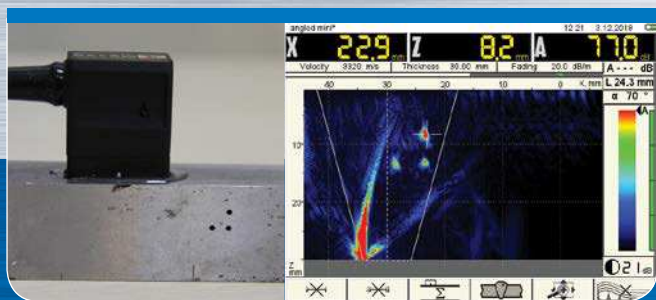 angled mini*
12 21 3.12.2019
X 22.9 mm Z 8.2 mm A 77.0 dB
Velocity 3320 m/s Thickness 30.00 mm Fading 20.0 dB/m A--- dB
40 30 20 10 0 X, mm L 24.3 mm
α 70 °
A
10
20
Z
mm
21 dB
Σ